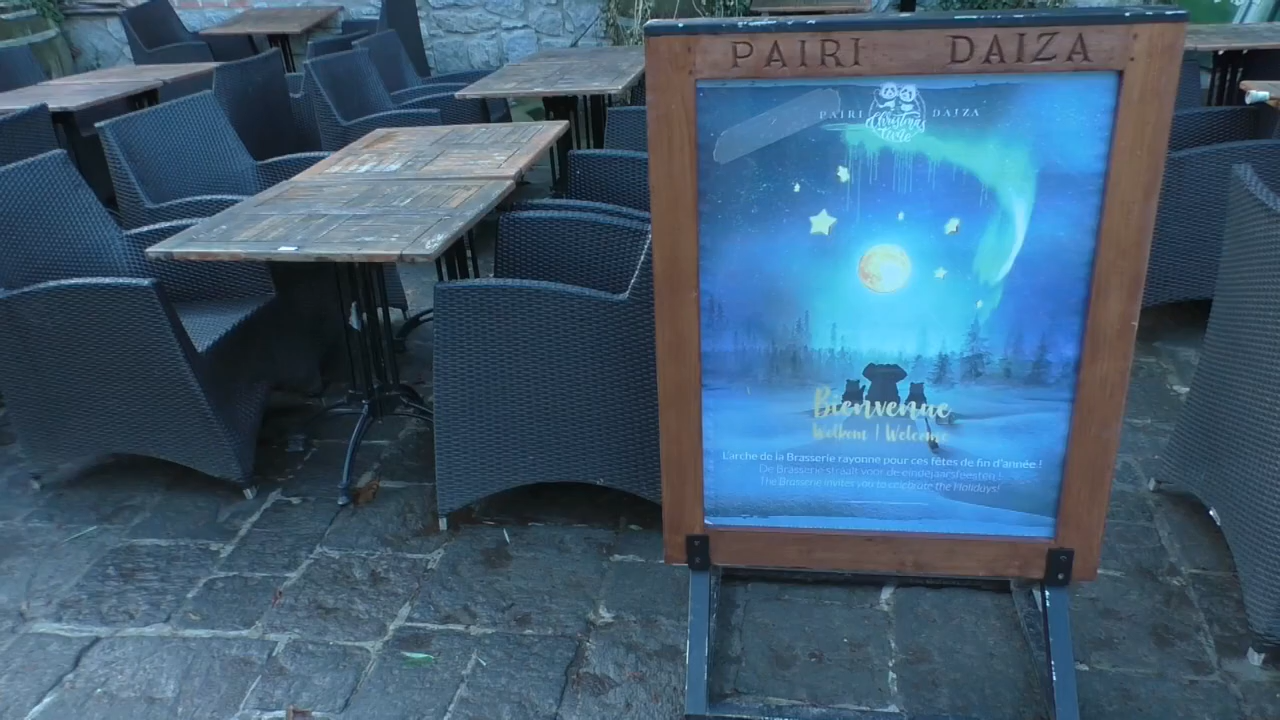 PAIRI DAIZA
PAIRI DAIZA
Christmas
Bienvenue
Welkom | Welcome
L'arche de la Brasserie rayonne pour ces fêtes de fin d'année !
De Brasserie straalt voor de eindejaarsfeesten !
The Brasserie invites you to celebrate the Holidays!